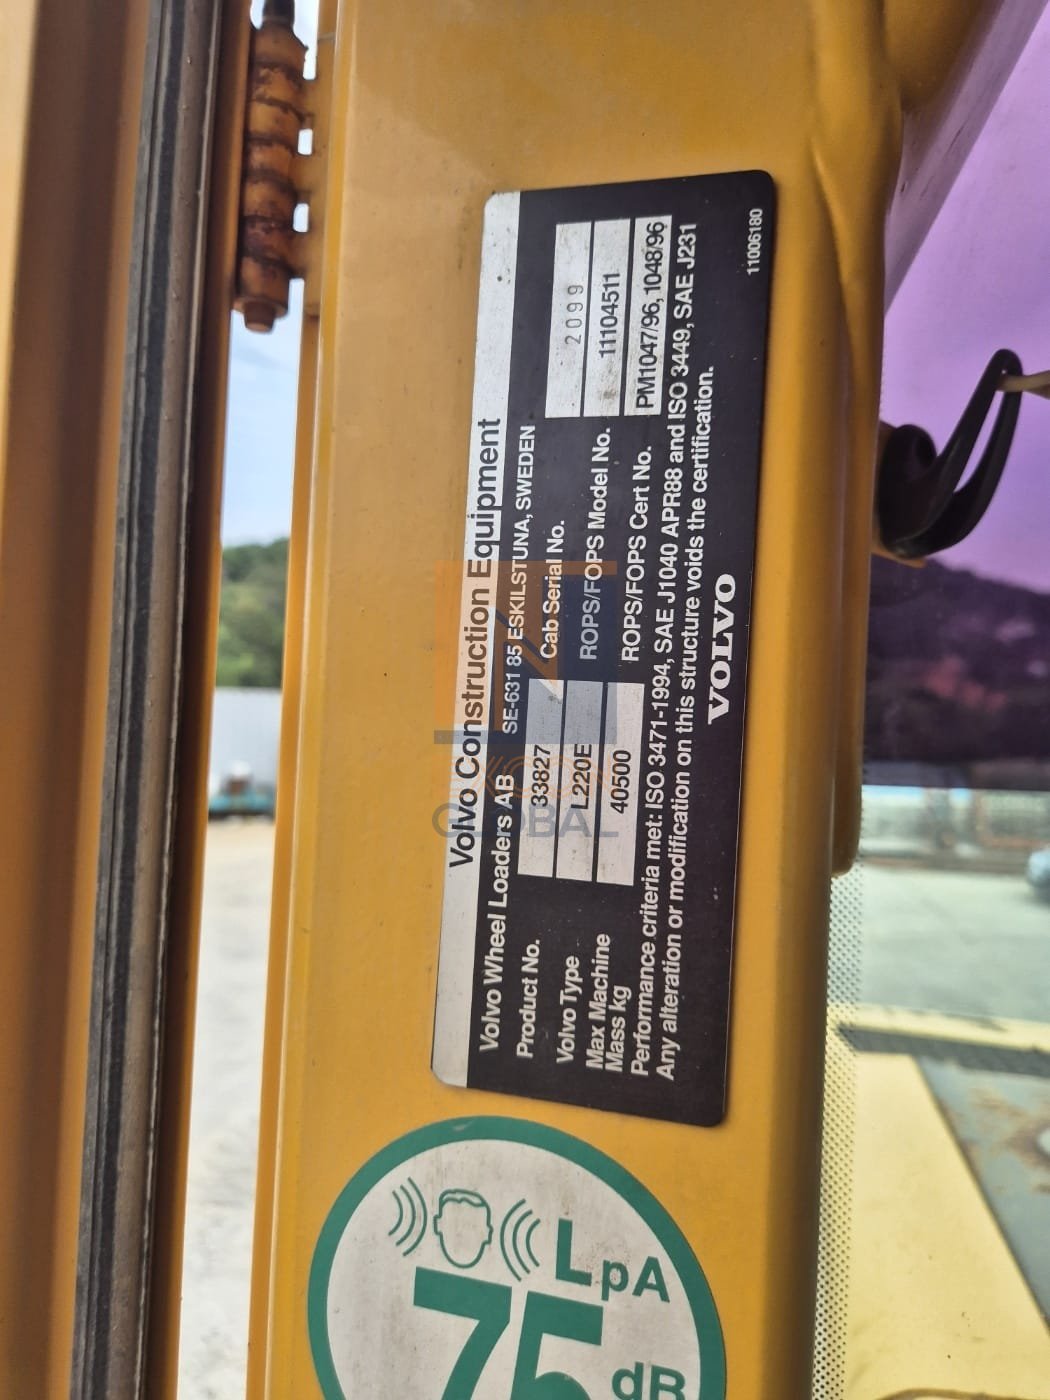 Volvo Construction Equipment
Volvo Wheel Loaders AB SE-631 85 ESKILSTUNA, SWEDEN
Product No. 33827 Cab Serial No. 2099
Volvo Type L220E ROPS/FOPS Model No. 11104511
Max Machine
Mass kg 40500 ROPS/FOPS Cert No. PM1047/96, 1048/96
Performance criteria met: ISO 3471-1994, SAE J1040 APR88 and ISO 3449, SAE J231
Any alteration or modification on this structure voids the certification.
VOLVO
11006180
LpA
75
dB
GLOBAL